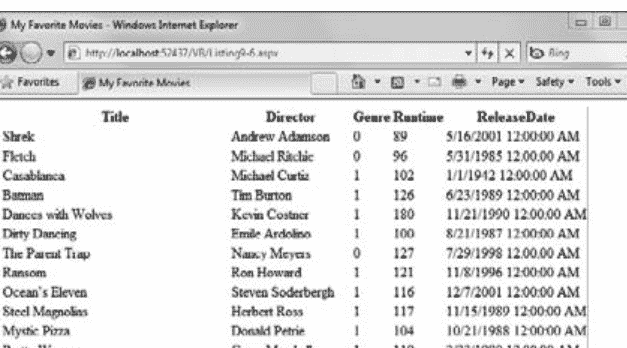 My Favorite Movies - Windows Internet Explorer
http://localhost:52437/VB/Listing9-6.aspx
Bing
Favorites My Favorite Movies Page Safety Tools
Title Director Genre Runtime ReleaseDate
Shrek Andrew Adamson 0 89 5/16/2001 12:00:00 AM
Fletch Michael Ritchie 0 96 5/31/1985 12:00:00 AM
Casablanca Michael Curtiz 1 102 1/1/1942 12:00:00 AM
Batman Tim Burton 1 126 6/23/1989 12:00:00 AM
Dances with Wolves Kevin Costner 1 180 11/21/1990 12:00:00 AM
Dirty Dancing Emile Ardolino 1 100 8/21/1987 12:00:00 AM
The Parent Trap Nancy Meyers 0 127 7/29/1998 12:00:00 AM
Ransom Ron Howard 1 121 11/8/1996 12:00:00 AM
Ocean's Eleven Steven Soderbergh 1 116 12/7/2001 12:00:00 AM
Steel Magnolias Herbert Ross 1 117 11/15/1989 12:00:00 AM
Mystic Pizza Donald Petrie 1 104 10/21/1988 12:00:00 AM